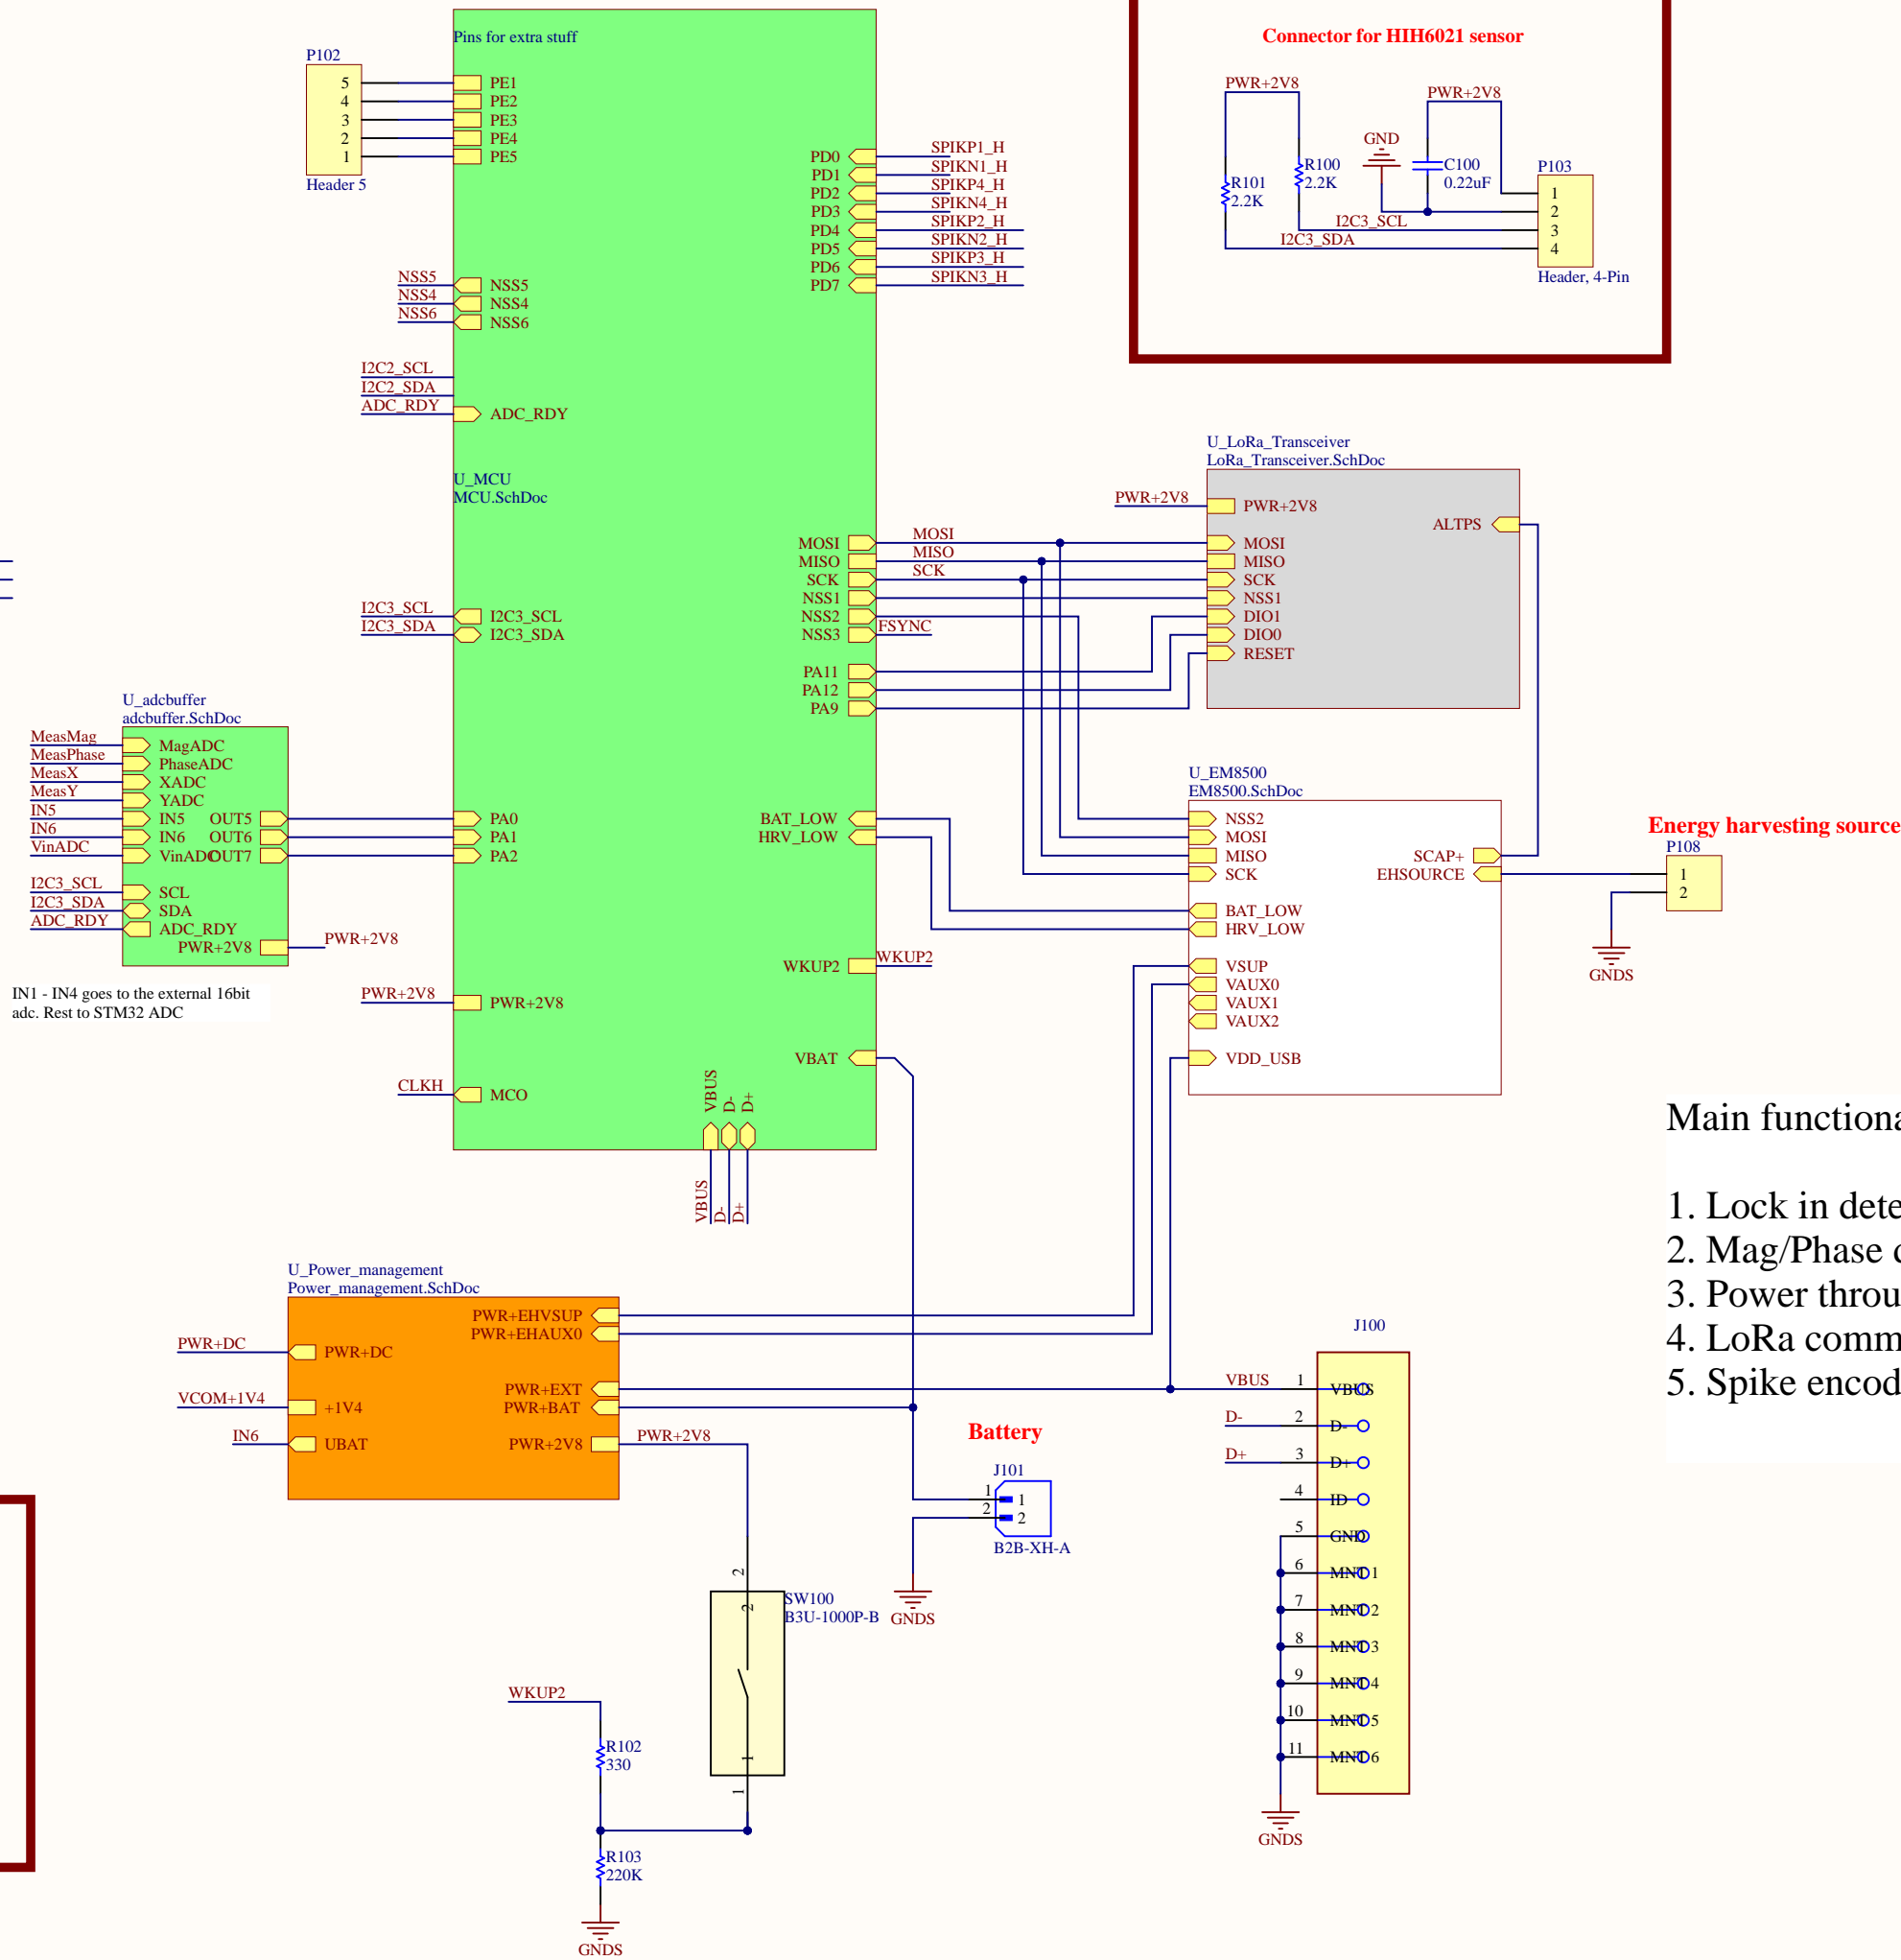 Pins for extra stuff
P102
5
4
3
2
1
Header 5
PE1
PE2
PE3
PE4
PE5
PD0
PD1
PD2
PD3
PD4
PD5
PD6
PD7
SPIKP1_H
SPIKN1_H
SPIKP4_H
SPIKN4_H
SPIKP2_H
SPIKN2_H
SPIKP3_H
SPIKN3_H
Connector for HIH6021 sensor
PWR+2V8
PWR+2V8
GND
R101
2.2K
R100
2.2K
C100
0.22uF
I2C3_SCL
I2C3_SDA
P103
1
2
3
4
Header, 4-Pin
NSS5
NSS4
NSS6
NSS5
NSS4
NSS6
I2C2_SCL
I2C2_SDA
ADC_RDY
ADC_RDY
U_MCU
MCU.SchDoc
I2C3_SCL
I2C3_SDA
I2C3_SCL
I2C3_SDA
MOSI
MISO
SCK
NSS1
NSS2
NSS3
PA11
PA12
PA9
MOSI
MISO
SCK
FSYNC
U_LoRa_Transceiver
LoRa_Transceiver.SchDoc
PWR+2V8
PWR+2V8
ALTPS
MOSI
MISO
SCK
NSS1
DIO1
DIO0
RESET
U_adcbuffer
adcbuffer.SchDoc
MeasMag
MeasPhase
MeasX
MeasY
IN5
IN6
VinADC
I2C3_SCL
I2C3_SDA
ADC_RDY
MagADC
PhaseADC
XADC
YADC
IN5
IN6
VinADC
OUT5
OUT6
OUT7
SCL
SDA
ADC_RDY
PWR+2V8
PWR+2V8
IN1 - IN4 goes to the external 16bit
adc. Rest to STM32 ADC
PA0
PA1
PA2
BAT_LOW
HRV_LOW
WKUP2
WKUP2
PWR+2V8
PWR+2V8
VBAT
CLKH
MCO
VBUS
D-
D+
VBUS
D-
D+
U_EM8500
EM8500.SchDoc
NSS2
MOSI
MISO
SCK
BAT_LOW
HRV_LOW
VSUP
VAUX0
VAUX1
VAUX2
VDD_USB
SCAP+
EHSOURCE
Energy harvesting source
P108
1
2
GNDS
Main functiona
1. Lock in dete
2. Mag/Phase d
3. Power throu
4. LoRa comm
5. Spike encod
U_Power_management
Power_management.SchDoc
PWR+DC
VCOM+1V4
IN6
PWR+DC
+1V4
UBAT
PWR+EHVSUP
PWR+EHAUX0
PWR+EXT
PWR+BAT
PWR+2V8
PWR+2V8
Battery
J101
1
2
1
2
B2B-XH-A
GNDS
2
2
SW100
B3U-1000P-B
1
1
WKUP2
R102
330
R103
220K
GNDS
J100
VBUS
D-
D+
1
2
3
4
5
6
7
8
9
10
11
VBUS
D-
D+
ID
GND
MNT1
MNT2
MNT3
MNT4
MNT5
MNT6
GNDS